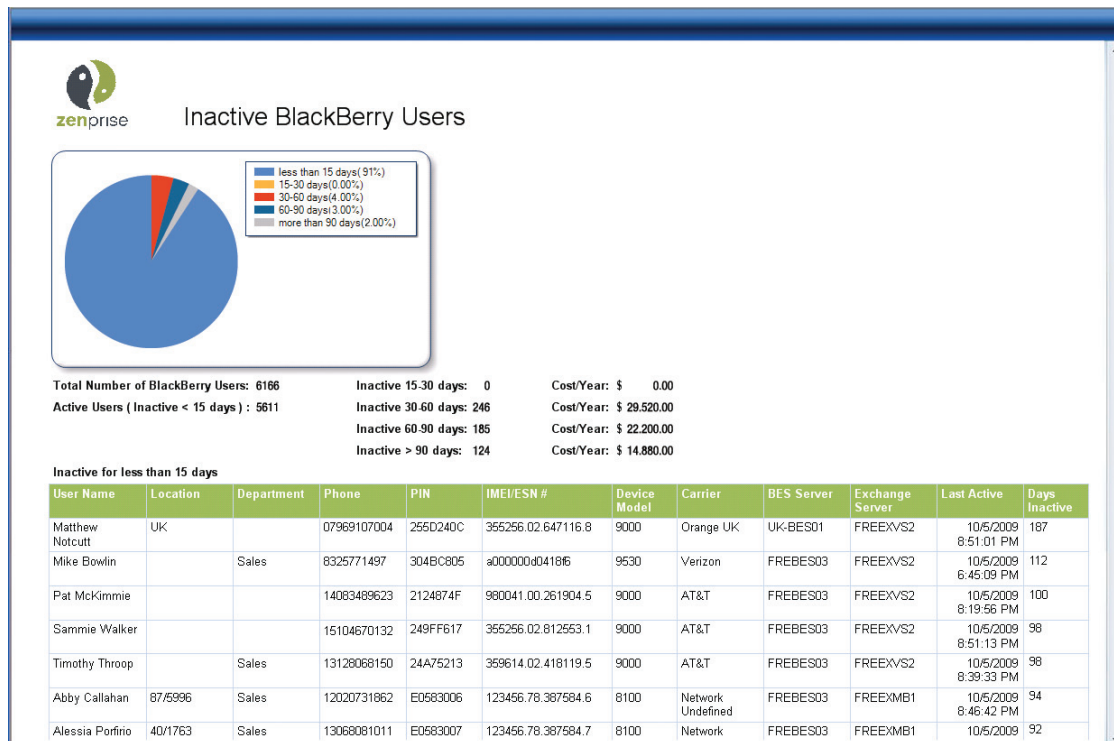 zenprise
Inactive BlackBerry Users
less than 15 days( 91%)
15-30 days(0.00%)
30-60 days(4.00%)
60-90 days(3.00%)
more than 90 days(2.00%)
Total Number of BlackBerry Users: 6166 Inactive 15-30 days: 0 Cost/Year: $ 0.00
Active Users ( Inactive < 15 days ) : 5611 Inactive 30-60 days: 246 Cost/Year: $ 29.520.00
Inactive 60-90 days: 185 Cost/Year: $ 22.200.00
Inactive > 90 days: 124 Cost/Year: $ 14.880.00
Inactive for less than 15 days
User Name Location Department Phone PIN IMEI/ESN # Device Model Carrier BES Server Exchange Server Last Active Days Inactive
Matthew Notcutt UK 07969107004 255D240C 355256.02.647116.8 9000 Orange UK UK-BES01 FREEXVS2 10/5/2009 8:51:01 PM 187
Mike Bowlin Sales 8325771497 304BC805 a000000d0418f6 9530 Verizon FREBES03 FREEXVS2 10/5/2009 6:45:09 PM 112
Pat McKimmie 14083489623 2124874F 980041.00.261904.5 9000 AT&T FREBES03 FREEXVS2 10/5/2009 8:19:56 PM 100
Sammie Walker 15104670132 249FF617 355256.02.812553.1 9000 AT&T FREBES03 FREEXVS2 10/5/2009 8:51:13 PM 98
Timothy Throop Sales 13128068150 24A75213 359614.02.418119.5 9000 AT&T FREBES03 FREEXVS2 10/5/2009 8:39:33 PM 98
Abby Callahan 87/5996 Sales 12020731862 E0583006 123456.78.387584.6 8100 Network Undefined FREBES03 FREEXMB1 10/5/2009 8:46:42 PM 94
Alessia Porfirio 40/1763 Sales 13068081011 E0583007 123456.78.387584.7 8100 Network FREBES03 FREEXMB1 10/5/2009 92